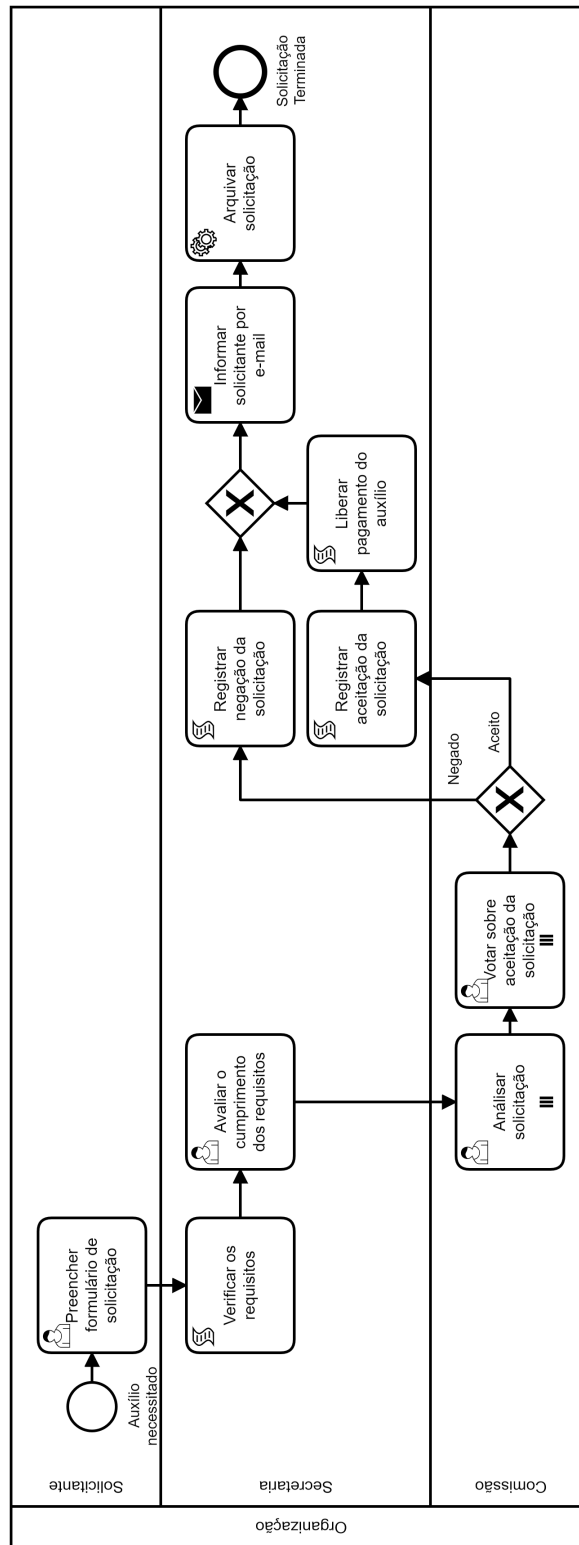 Organização
Solicitante
Auxílio
necessitado
Preencher
formulário de
solicitação
Secretaria
Verificar os
requisitos
Avaliar o
cumprimento
dos requisitos
Registrar
negação da
solicitação
Registrar
aceitação da
solicitação
Liberar
pagamento do
auxílio
X
Informar
solicitante por
e-mail
Arquivar
solicitação
Solicitação
Terminada
Comissão
Análisar
solicitação
Votar sobre
aceitação da
solicitação
X
Negado
Aceito